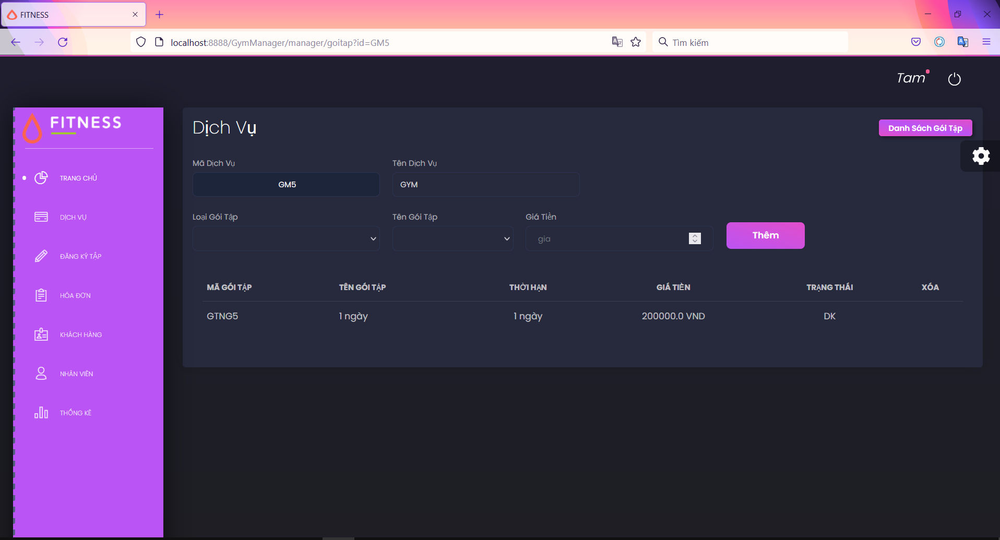 FITNESS
localhost:8888/GymManager/manager/goitap?id=GM5
Tìm kiếm
Tam
FITNESS
TRANG CHỦ
DỊCH VỤ
ĐĂNG KÝ TẬP
HÓA ĐƠN
KHÁCH HÀNG
NHÂN VIÊN
THỐNG KÊ
Dịch Vụ
Danh Sách Gói Tập
Mã Dịch Vụ Tên Dịch Vụ
GM5 GYM
Loại Gói Tập Tên Gói Tập Giá Tiền
gia Thêm
MÃ GÓI TẬP TÊN GÓI TẬP THỜI HẠN GIÁ TIỀN TRẠNG THÁI XÓA
GTNG5 1 ngày 1 ngày 200000.0 VND DK